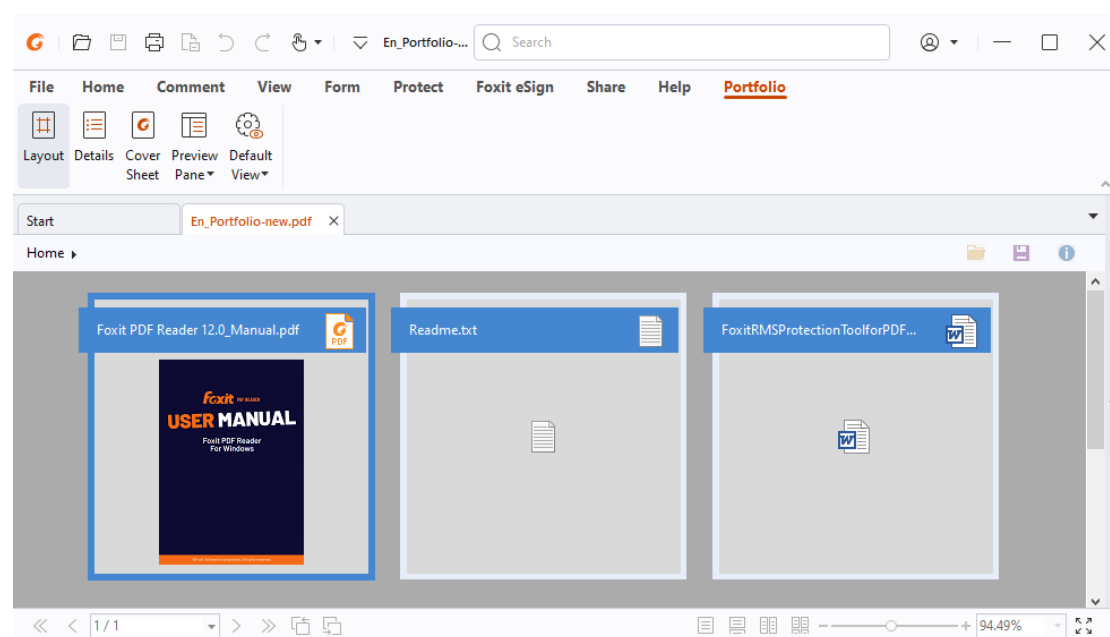 En_Portfolio-... Search
File Home Comment View Form Protect Foxit eSign Share Help Portfolio
Layout Details Cover Sheet Preview Pane Default View
Start En_Portfolio-new.pdf
Home
Foxit PDF Reader 12.0_Manual.pdf
PDF
Readme.txt
FoxitRMSProtectionToolforPDF...
Foxit PDF READER
USER MANUAL
Foxit PDF Reader
For Windows
1 / 1 94.49%